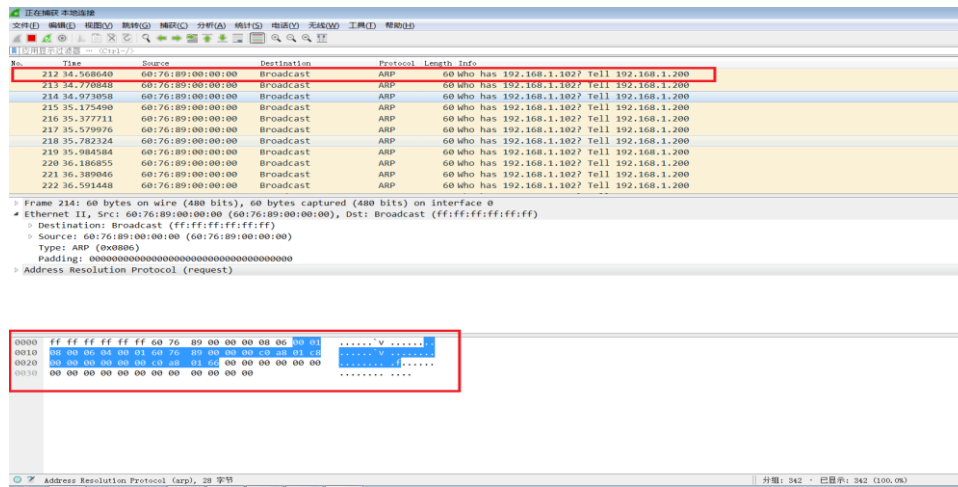 正在捕获 本地连接
文件(F) 编辑(E) 视图(V) 跳转(G) 捕获(C) 分析(A) 统计(S) 电话(Y) 无线(W) 工具(T) 帮助(H)
应用显示过滤器 … <Ctrl-/>
No. Time Source Destination Protocol Length Info
212 34.568640 60:76:89:00:00:00 Broadcast ARP 60 Who has 192.168.1.102? Tell 192.168.1.200
213 34.770848 60:76:89:00:00:00 Broadcast ARP 60 Who has 192.168.1.102? Tell 192.168.1.200
214 34.973058 60:76:89:00:00:00 Broadcast ARP 60 Who has 192.168.1.102? Tell 192.168.1.200
215 35.175490 60:76:89:00:00:00 Broadcast ARP 60 Who has 192.168.1.102? Tell 192.168.1.200
216 35.377711 60:76:89:00:00:00 Broadcast ARP 60 Who has 192.168.1.102? Tell 192.168.1.200
217 35.579976 60:76:89:00:00:00 Broadcast ARP 60 Who has 192.168.1.102? Tell 192.168.1.200
218 35.782324 60:76:89:00:00:00 Broadcast ARP 60 Who has 192.168.1.102? Tell 192.168.1.200
219 35.984584 60:76:89:00:00:00 Broadcast ARP 60 Who has 192.168.1.102? Tell 192.168.1.200
220 36.186855 60:76:89:00:00:00 Broadcast ARP 60 Who has 192.168.1.102? Tell 192.168.1.200
221 36.389046 60:76:89:00:00:00 Broadcast ARP 60 Who has 192.168.1.102? Tell 192.168.1.200
222 36.591448 60:76:89:00:00:00 Broadcast ARP 60 Who has 192.168.1.102? Tell 192.168.1.200
Frame 214: 60 bytes on wire (480 bits), 60 bytes captured (480 bits) on interface 0
Ethernet II, Src: 60:76:89:00:00:00 (60:76:89:00:00:00), Dst: Broadcast (ff:ff:ff:ff:ff:ff)
Destination: Broadcast (ff:ff:ff:ff:ff:ff)
Source: 60:76:89:00:00:00 (60:76:89:00:00:00)
Type: ARP (0x0806)
Padding: 000000000000000000000000000000000000
Address Resolution Protocol (request)
0000 ff ff ff ff ff ff 60 76 89 00 00 00 08 06 00 01 ......`v ........
0010 08 00 06 04 00 01 60 76 89 00 00 00 c0 a8 01 c8 ......`v ........
0020 00 00 00 00 00 00 c0 a8 01 66 00 00 00 00 00 00 ........ .f......
0030 00 00 00 00 00 00 00 00 00 00 00 00 ........ ....
Address Resolution Protocol (arp), 28 字节
分组: 342 · 已显示: 342 (100.0%)